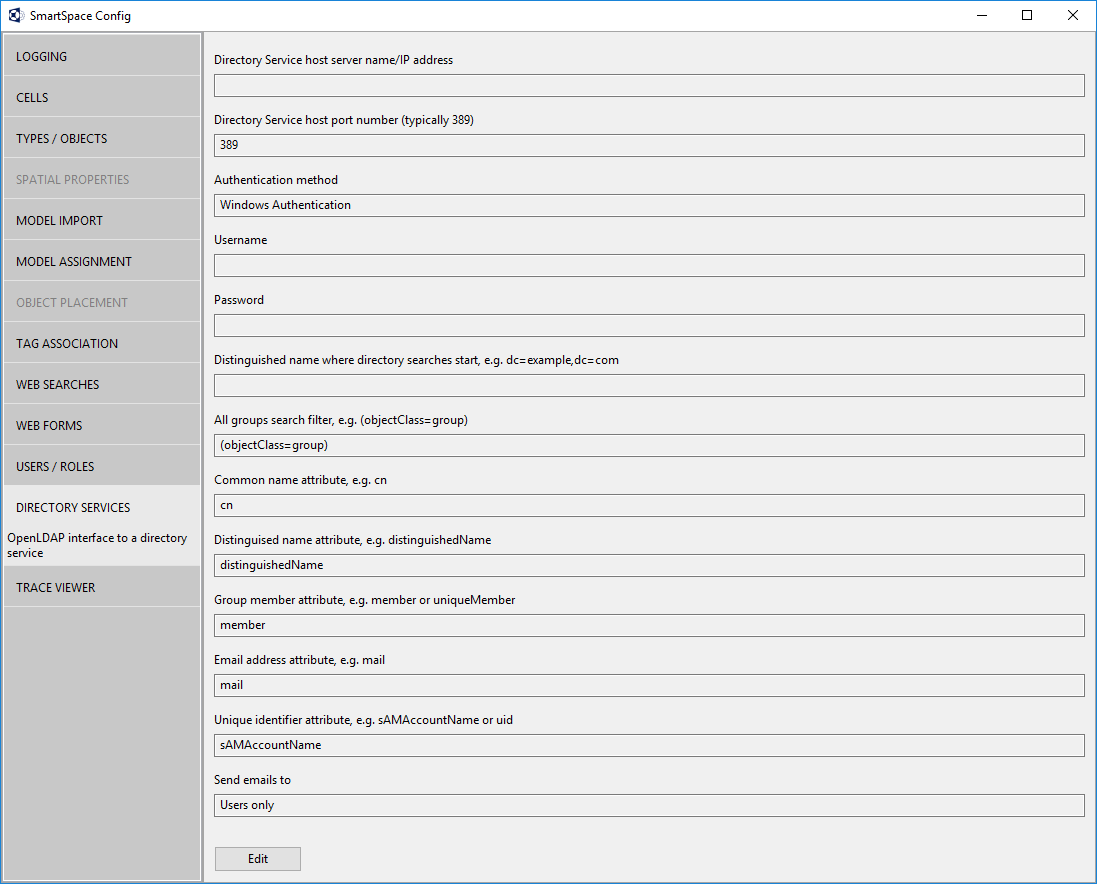 SmartSpace Config
LOGGING
CELLS
TYPES / OBJECTS
SPATIAL PROPERTIES
MODEL IMPORT
MODEL ASSIGNMENT
OBJECT PLACEMENT
TAG ASSOCIATION
WEB SEARCHES
WEB FORMS
USERS / ROLES
DIRECTORY SERVICES
OpenLDAP interface to a directory
service
TRACE VIEWER
Directory Service host server name/IP address
Directory Service host port number (typically 389)
389
Authentication method
Windows Authentication
Username
Password
Distinguished name where directory searches start, e.g. dc=example,dc=com
All groups search filter, e.g. (objectClass=group)
(objectClass=group)
Common name attribute, e.g. cn
cn
Distinguised name attribute, e.g. distinguishedName
distinguishedName
Group member attribute, e.g. member or uniqueMember
member
Email address attribute, e.g. mail
mail
Unique identifier attribute, e.g. sAMAccountName or uid
sAMAccountName
Send emails to
Users only
Edit